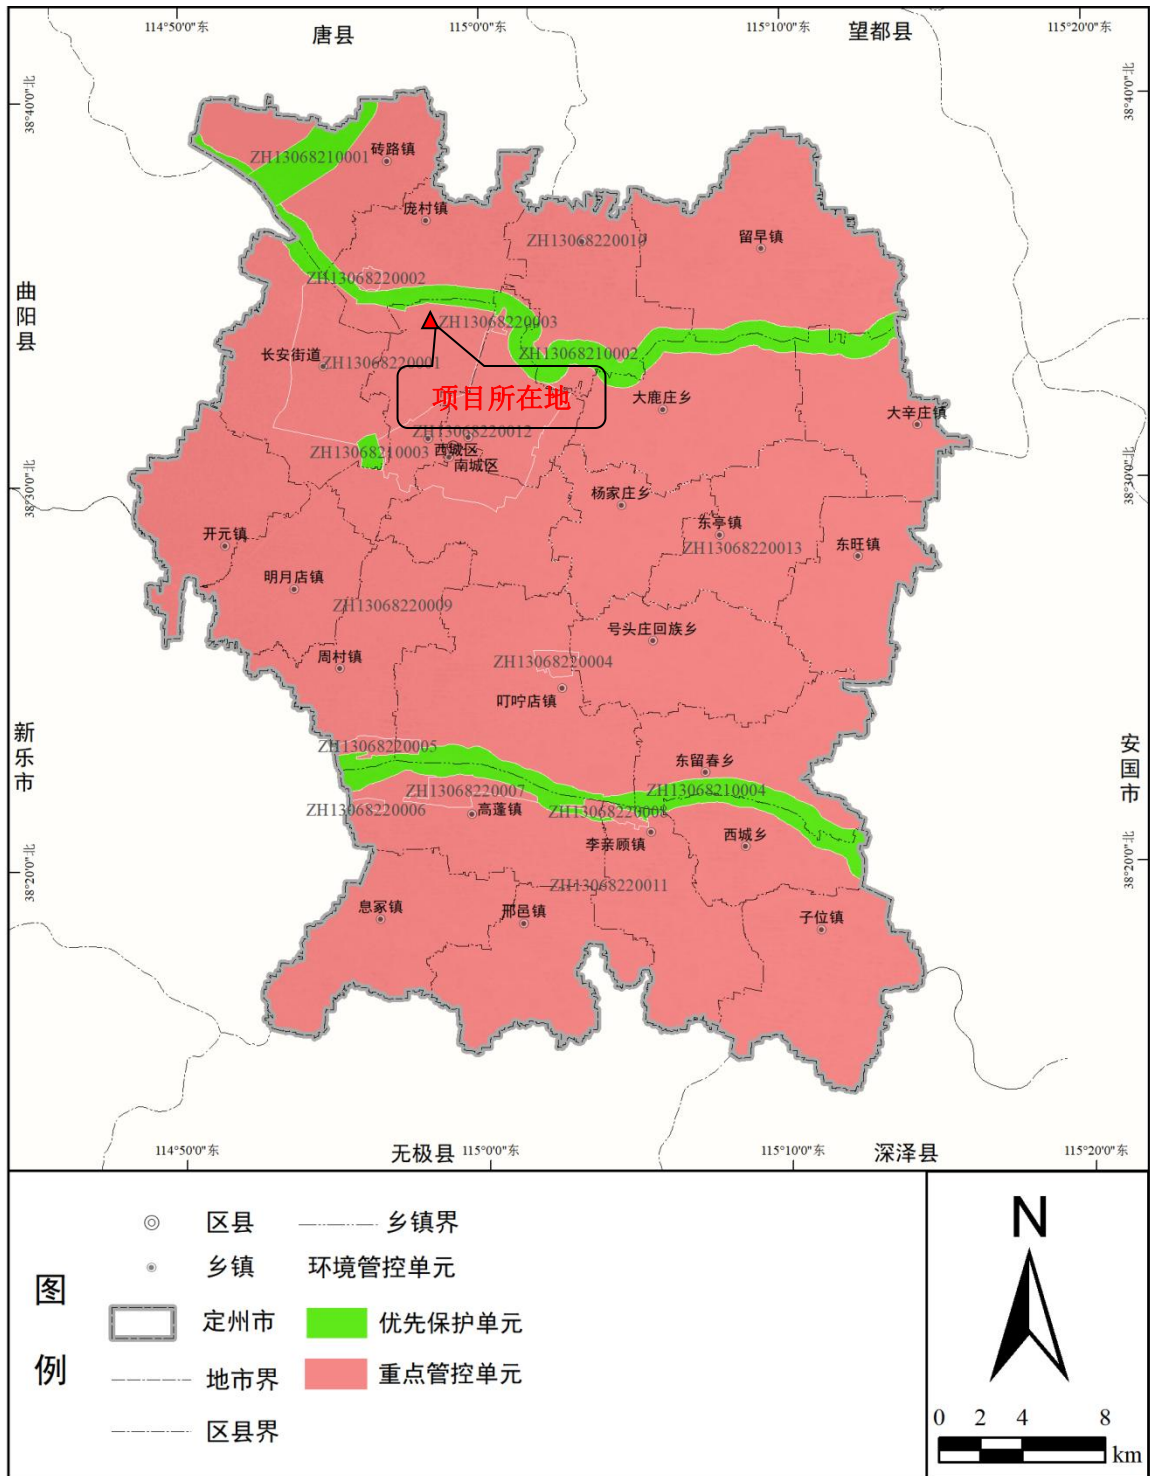 114°50'0"东
115°0'0"东
115°10'0"东
115°20'0"东
唐县
望都县
38°40'0"北
38°40'0"北
ZH13068210001
砖路镇
庞村镇
ZH13068220010
留早镇
ZH13068220002
曲阳县
ZH13068220003
长安街道
ZH13068220001
ZH13068210002
项目所在地
大鹿庄乡
大辛庄镇
ZH13068220012
ZH13068210003
西城区
南城区
38°30'0"北
38°30'0"北
杨家庄乡
开元镇
东亭镇
ZH13068220013
东旺镇
明月店镇
ZH13068220009
号头庄回族乡
周村镇
ZH13068220004
叮咛店镇
新乐市
安国市
ZH13068220005
东留春乡
ZH13068220007
ZH13068210004
ZH13068220006
高蓬镇
ZH13068220008
李亲顾镇
西城乡
38°20'0"北
38°20'0"北
ZH13068220011
息冢镇
邢邑镇
子位镇
114°50'0"东
无极县
115°0'0"东
115°10'0"东
深泽县
115°20'0"东
图例
区县
乡镇界
乡镇
环境管控单元
定州市
优先保护单元
地市界
重点管控单元
区县界
N
0 2 4 8
km